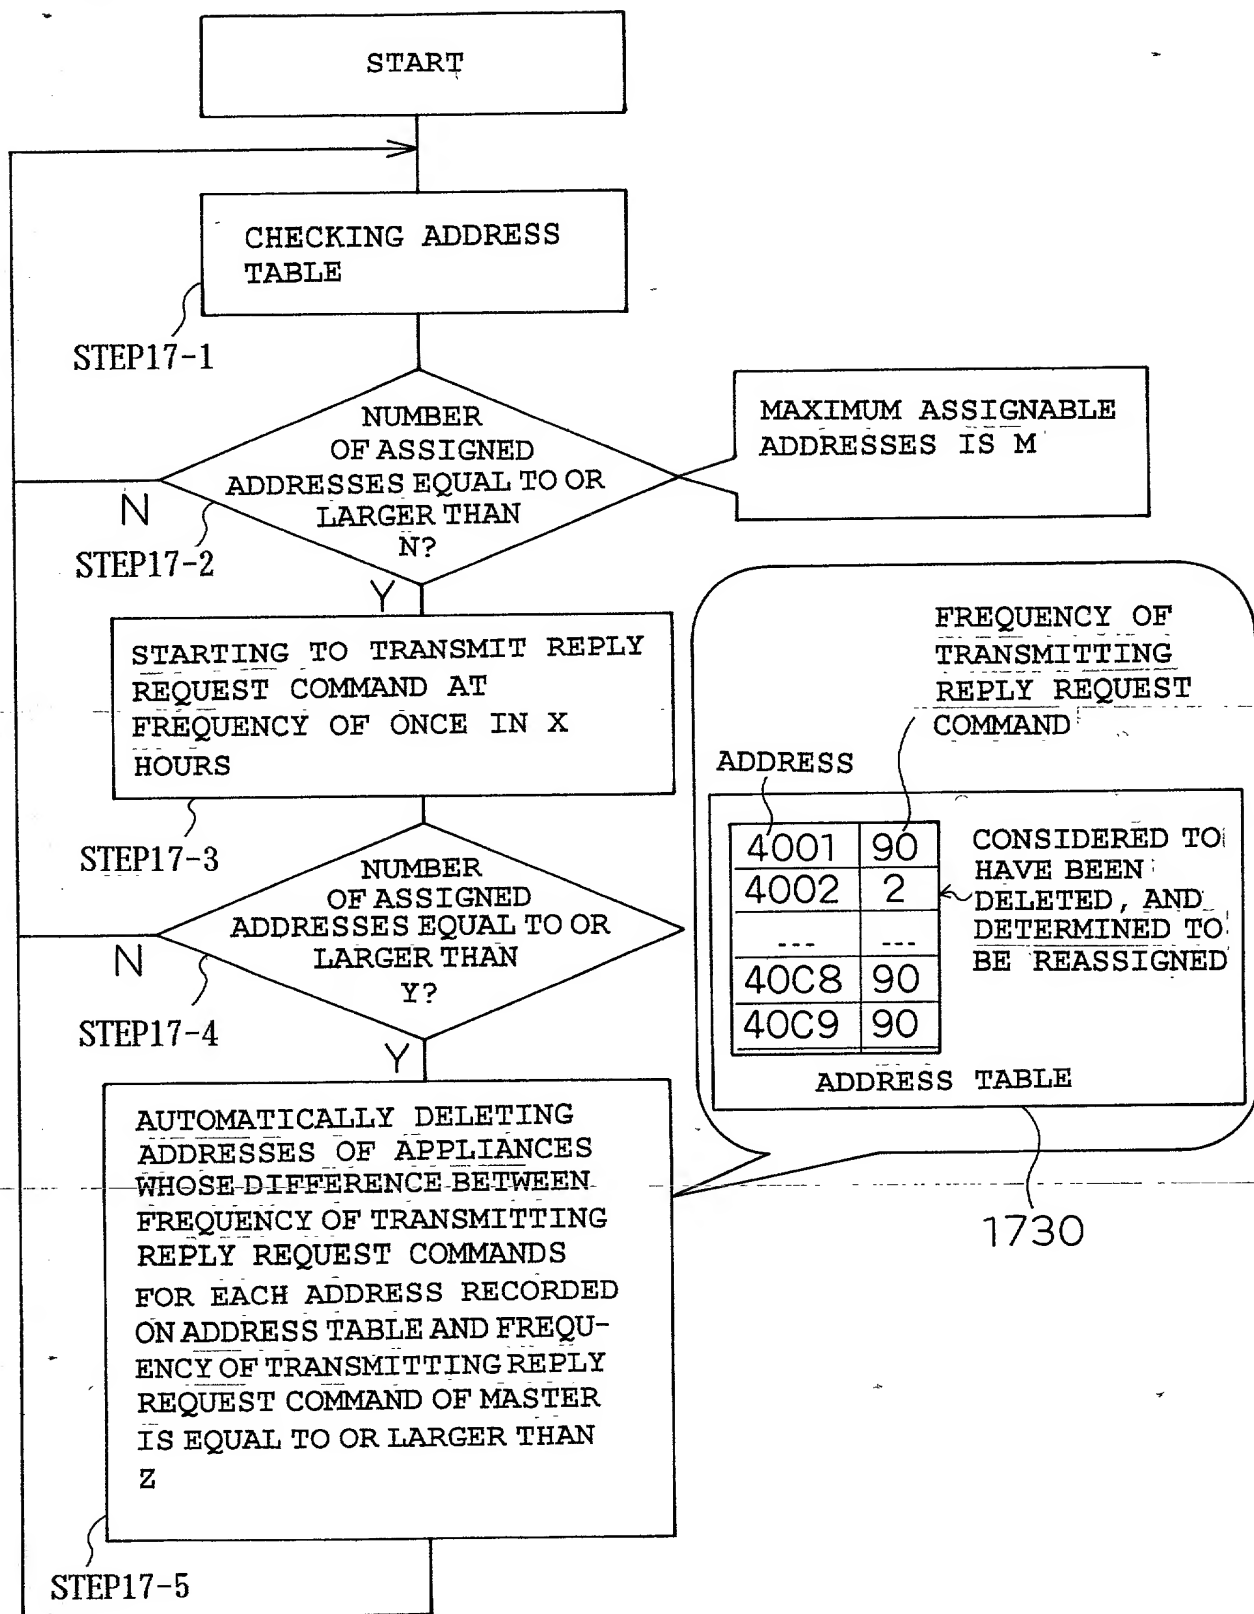 START
CHECKING ADDRESS
TABLE
STEP17-1
NUMBER
OF ASSIGNED
ADDRESSES EQUAL TO OR
LARGER THAN
N?
N
STEP17-2
Y
MAXIMUM ASSIGNABLE
ADDRESSES IS M
STARTING TO TRANSMIT REPLY
REQUEST COMMAND AT
FREQUENCY OF ONCE IN X
HOURS
STEP17-3
NUMBER
OF ASSIGNED
ADDRESSES EQUAL TO OR
LARGER THAN
Y?
N
STEP17-4
Y
FREQUENCY OF
TRANSMITTING
REPLY REQUEST
COMMAND
ADDRESS
4001 90
4002 2
--- ---
40C8 90
40C9 90
CONSIDERED TO
HAVE BEEN
DELETED, AND
DETERMINED TO
BE REASSIGNED
ADDRESS TABLE
1730
AUTOMATICALLY DELETING
ADDRESSES OF APPLIANCES
WHOSE DIFFERENCE BETWEEN
FREQUENCY OF TRANSMITTING
REPLY REQUEST COMMANDS
FOR EACH ADDRESS RECORDED
ON ADDRESS TABLE AND FREQU-
ENCY OF TRANSMITTING REPLY
REQUEST COMMAND OF MASTER
IS EQUAL TO OR LARGER THAN
Z
STEP17-5